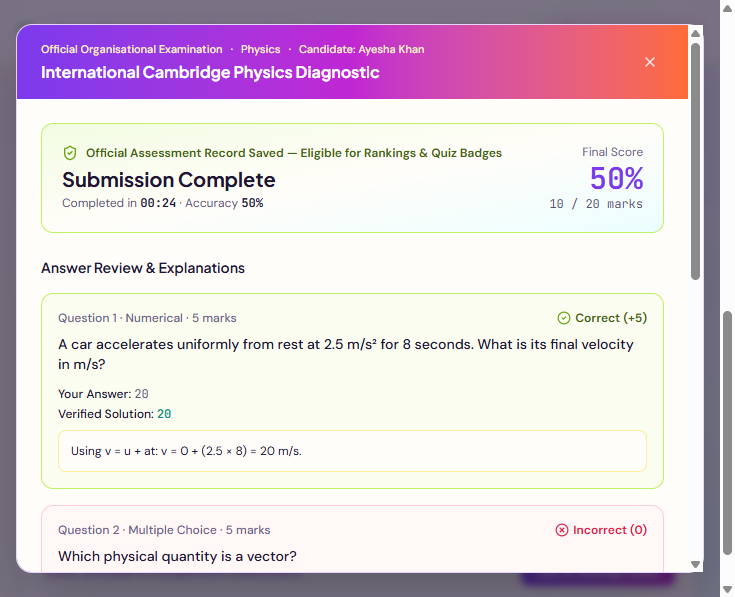 Official Organisational Examination · Physics · Candidate: Ayesha Khan
International Cambridge Physics Diagnostic
Official Assessment Record Saved — Eligible for Rankings & Quiz Badges
Submission Complete
Completed in 00:24 · Accuracy 50%
Final Score
50%
10 / 20 marks
Answer Review & Explanations
Question 1 · Numerical · 5 marks
Correct (+5)
A car accelerates uniformly from rest at 2.5 m/s² for 8 seconds. What is its final velocity
in m/s?
Your Answer: 20
Verified Solution: 20
Using v = u + at: v = 0 + (2.5 × 8) = 20 m/s.
Question 2 · Multiple Choice · 5 marks
Incorrect (0)
Which physical quantity is a vector?